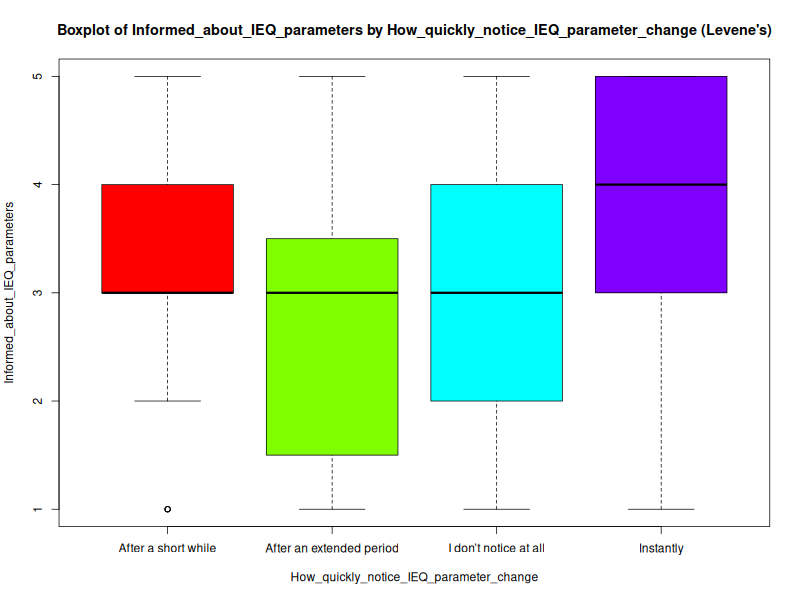 Boxplot of Informed_about_IEQ_parameters by How_quickly_notice_IEQ_parameter_change (Levene's)
Informed_about_IEQ_parameters
5
4
3
2
1
After a short while
After an extended period
I don't notice at all
Instantly
How_quickly_notice_IEQ_parameter_change